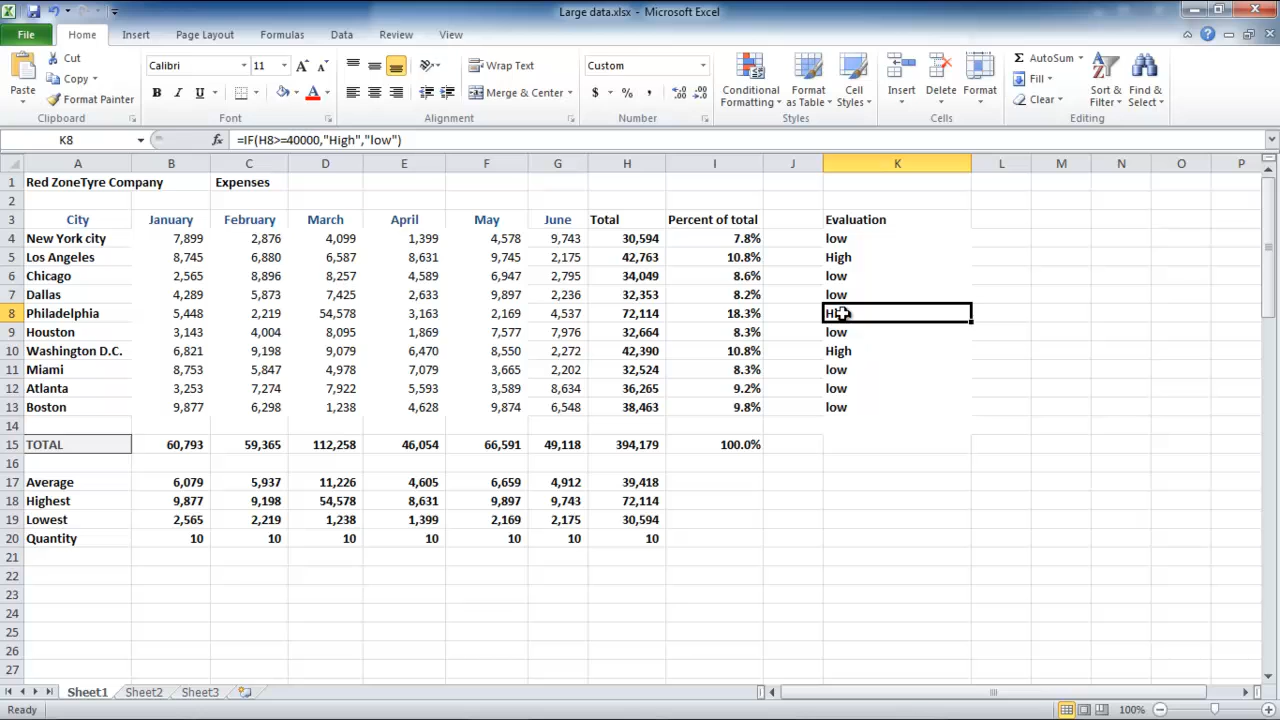 Large data.xlsx - Microsoft Excel
File Home Insert Page Layout Formulas Data Review View
Cut
Copy
Format Painter
Paste
Clipboard
Calibri 11
B I U
Font
Wrap Text
Merge & Center
Alignment
Custom
$ % ,
Number
Conditional Formatting
Format as Table
Cell Styles
Styles
Insert Delete Format
Cells
AutoSum
Fill
Clear
Sort & Filter
Find & Select
Editing
K8 fx =IF(H8>=40000,"High","low")
A B C D E F G H I J K L M N O P
1 Red ZoneTyre Company Expenses
2
3 City January February March April May June Total Percent of total Evaluation
4 New York city 7,899 2,876 4,099 1,399 4,578 9,743 30,594 7.8% low
5 Los Angeles 8,745 6,880 6,587 8,631 9,745 2,175 42,763 10.8% High
6 Chicago 2,565 8,896 8,257 4,589 6,947 2,795 34,049 8.6% low
7 Dallas 4,289 5,873 7,425 2,633 9,897 2,236 32,353 8.2% low
8 Philadelphia 5,448 2,219 54,578 3,163 2,169 4,537 72,114 18.3%
9 Houston 3,143 4,004 8,095 1,869 7,577 7,976 32,664 8.3% low
10 Washington D.C. 6,821 9,198 9,079 6,470 8,550 2,272 42,390 10.8% High
11 Miami 8,753 5,847 4,978 7,079 3,665 2,202 32,524 8.3% low
12 Atlanta 3,253 7,274 7,922 5,593 3,589 8,634 36,265 9.2% low
13 Boston 9,877 6,298 1,238 4,628 9,874 6,548 38,463 9.8% low
14
15 TOTAL 60,793 59,365 112,258 46,054 66,591 49,118 394,179 100.0%
16
17 Average 6,079 5,937 11,226 4,605 6,659 4,912 39,418
18 Highest 9,877 9,198 54,578 8,631 9,897 9,743 72,114
19 Lowest 2,565 2,219 1,238 1,399 2,169 2,175 30,594
20 Quantity 10 10 10 10 10 10 10
21
22
23
24
25
26
27
Sheet1 Sheet2 Sheet3
Ready 100%